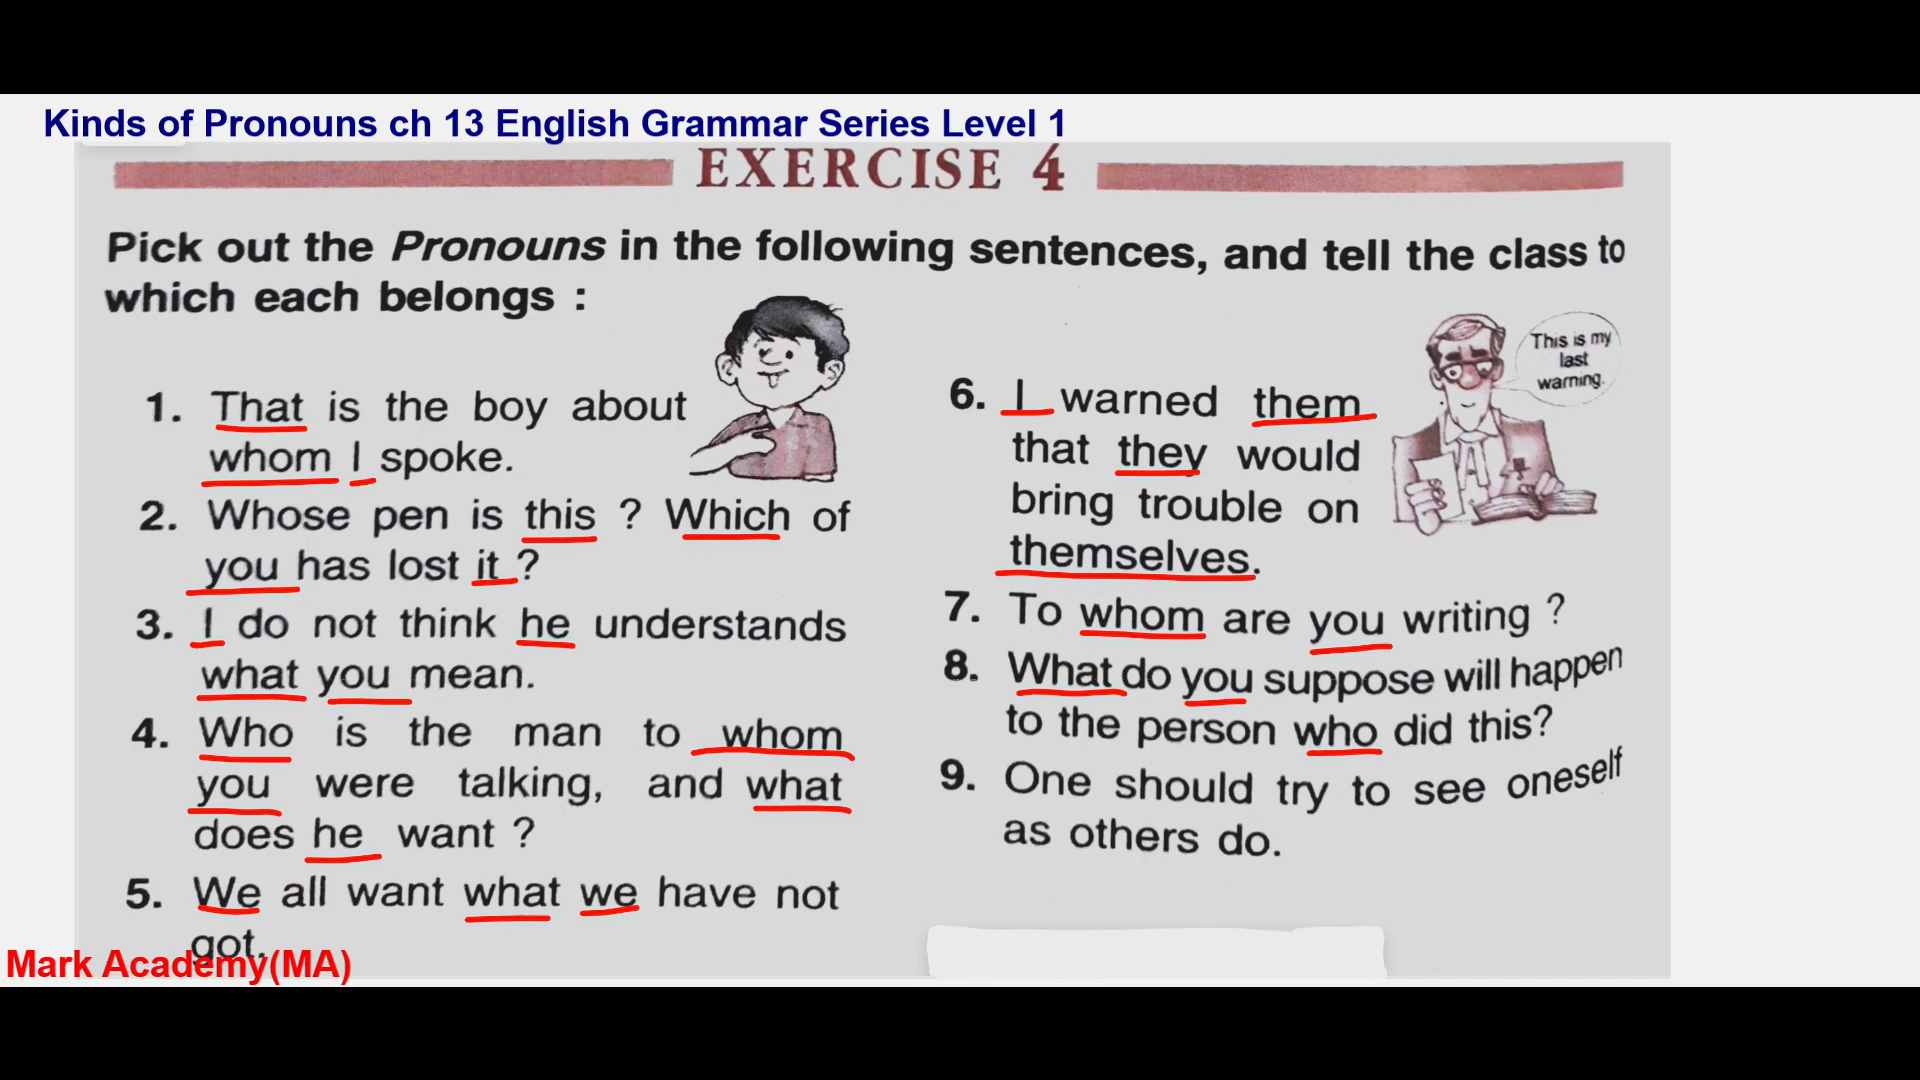 Kinds of Pronouns ch 13 English Grammar Series Level 1
EXERCISE 4
Pick out the Pronouns in the following sentences, and tell the class to
which each belongs :
1. That is the boy about
whom I spoke.
2. Whose pen is this ? Which of
you has lost it ?
3. I do not think he understands
what you mean.
4. Who is the man to whom
you were talking, and what
does he want ?
5. We all want what we have not
got.
This is my
last
warning.
6. I warned them
that they would
bring trouble on
themselves.
7. To whom are you writing ?
8. What do you suppose will happen
to the person who did this?
9. One should try to see oneself
as others do.
Mark Academy(MA)